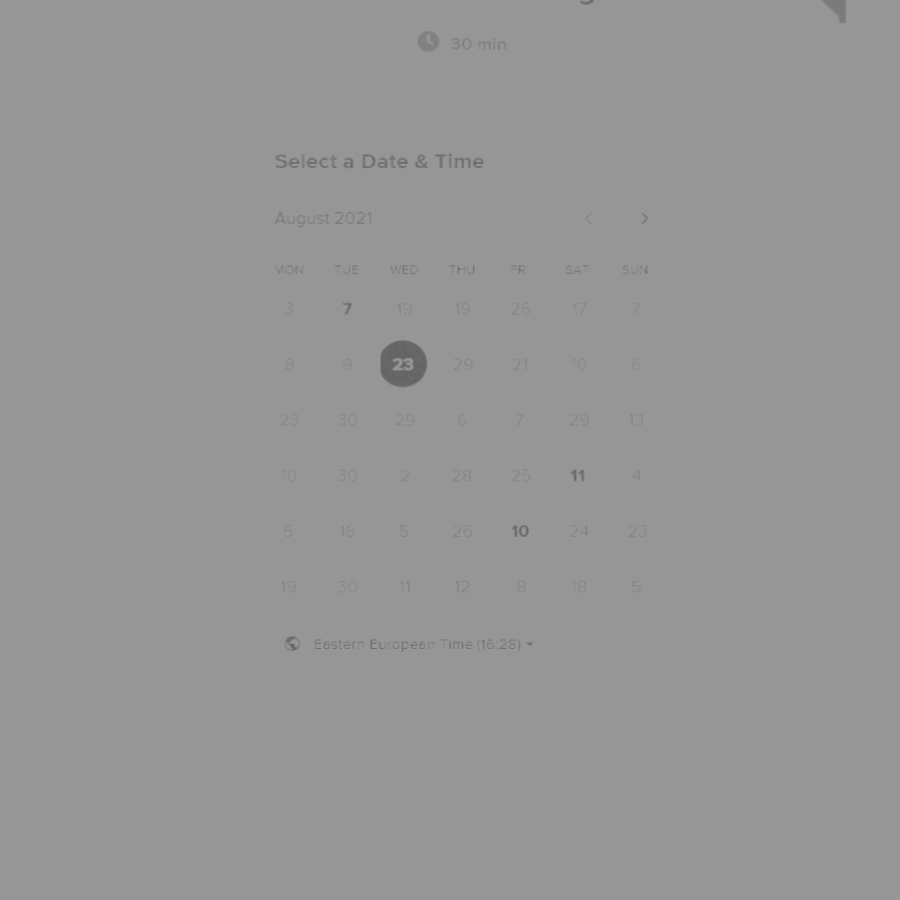 30 min
Select a Date & Time
August 2021
MON TUE WED THU FRI SAT SUN
3 7 19 19 26 17 7
8 9 23 29 21 10 6
23 30 29 6 7 29 13
10 30 2 28 25 11 4
5 16 5 26 10 24 23
19 30 11 12 8 18 5
Eastern European Time (16:28)